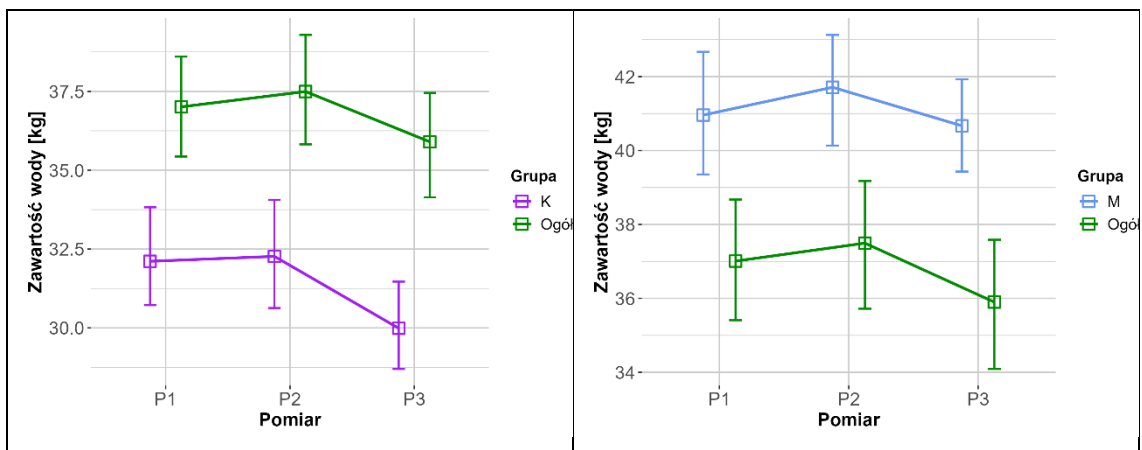 Zawartość wody [kg]
37.5
35.0
32.5
30.0
P1 P2 P3
Pomiar
Grupa
K
Ogół
Zawartość wody [kg]
42
40
38
36
34
P1 P2 P3
Pomiar
Grupa
M
Ogół